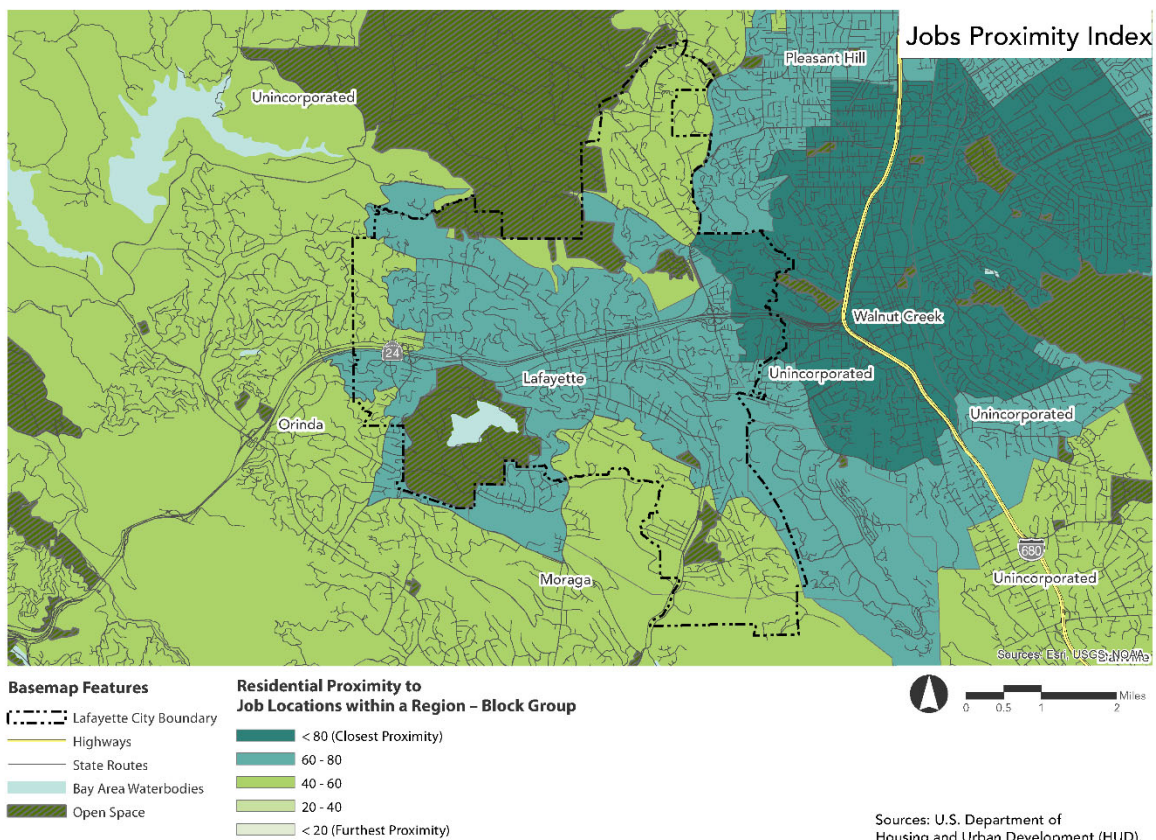 Jobs Proximity Index
Pleasant Hill
Unincorporated
Walnut Creek
24
Lafayette
Unincorporated
Unincorporated
Orinda
680
Moraga
Unincorporated
Sources: Esri, USGS, NOAA
Basemap Features
Lafayette City Boundary
Highways
State Routes
Bay Area Waterbodies
Open Space
Residential Proximity to
Job Locations within a Region – Block Group
< 80 (Closest Proximity)
60 - 80
40 - 60
20 - 40
< 20 (Furthest Proximity)
0 0.5 1 2 Miles
Sources: U.S. Department of
Housing and Urban Development (HUD)